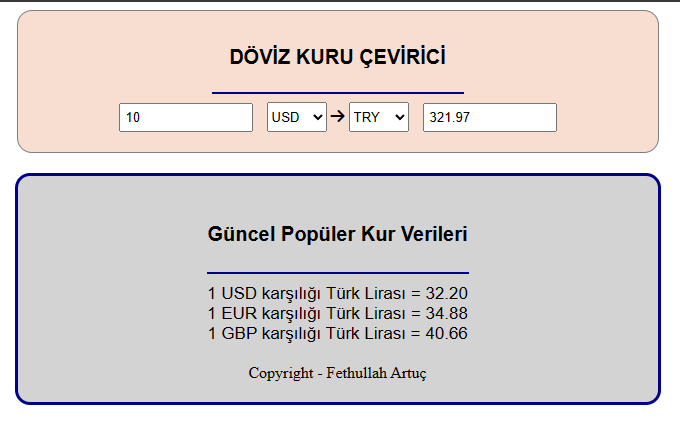 DÖVİZ KURU ÇEVİRİCİ
10 USD → TRY 321.97
Güncel Popüler Kur Verileri
1 USD karşılığı Türk Lirası = 32.20
1 EUR karşılığı Türk Lirası = 34.88
1 GBP karşılığı Türk Lirası = 40.66
Copyright - Fethullah Artuç